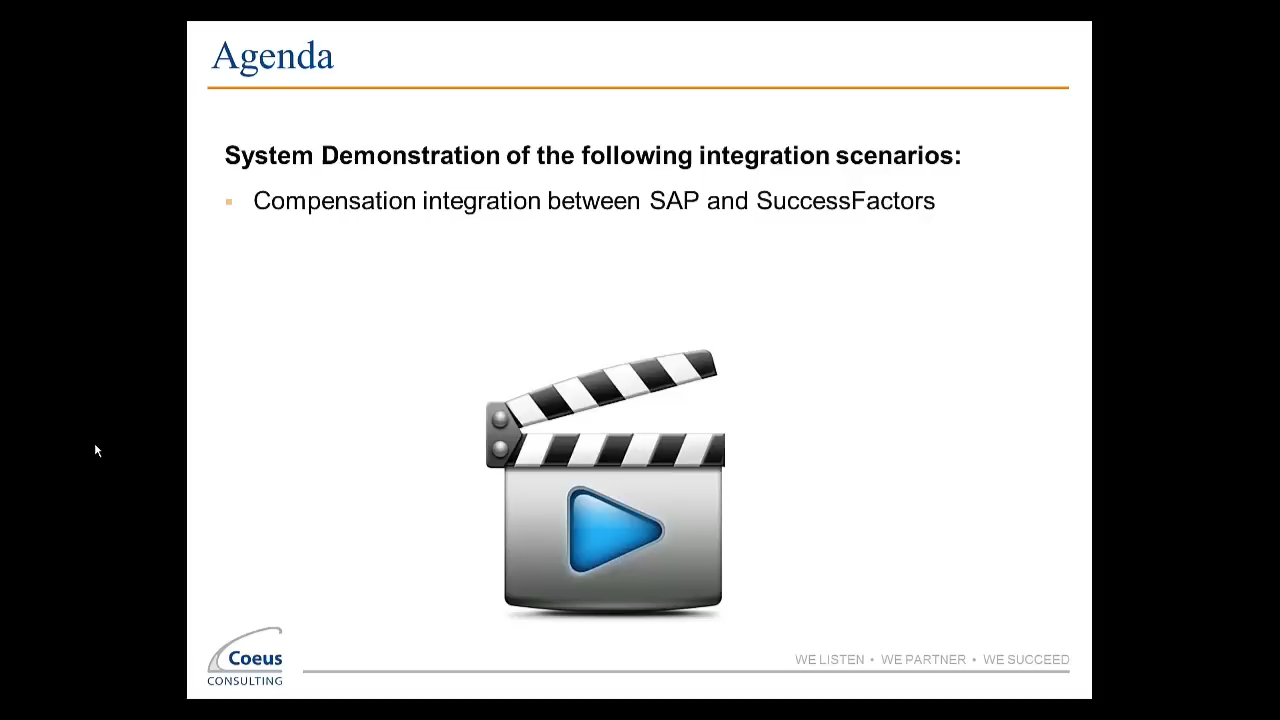 Agenda
System Demonstration of the following integration scenarios:
Compensation integration between SAP and SuccessFactors
Coeus
CONSULTING
WE LISTEN • WE PARTNER • WE SUCCEED